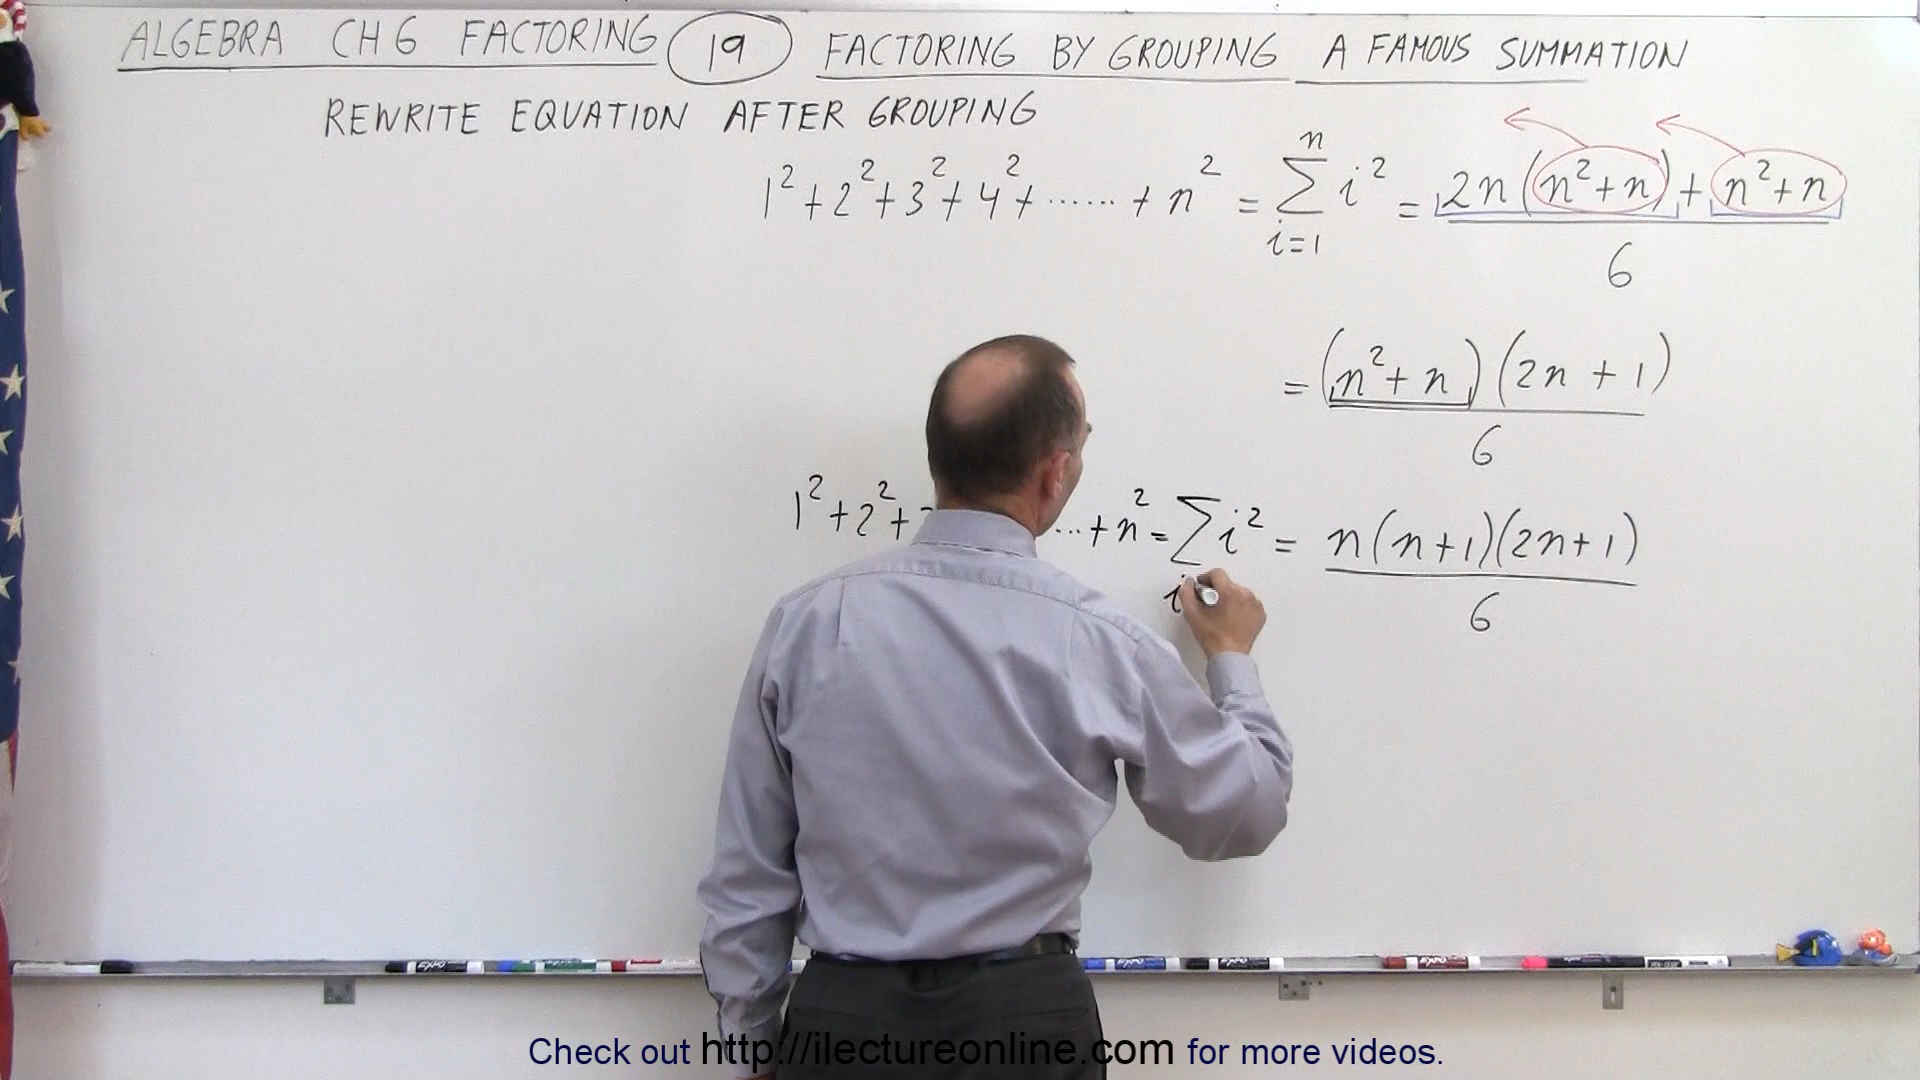 ALGEBRA CH 6 FACTORING 19 FACTORING BY GROUPING A FAMOUS SUMMATION
REWRITE EQUATION AFTER GROUPING
1² + 2² + 3² + 4² + ...... + n² = ∑ i² = 2n(n² + n) + n² + n
n
i=1
6
= (n² + n)(2n + 1)
6
1² + 2² + .. + n² = ∑ i² = n(n+1)(2n+1)
i
6
Check out http://ilectureonline.com for more videos.